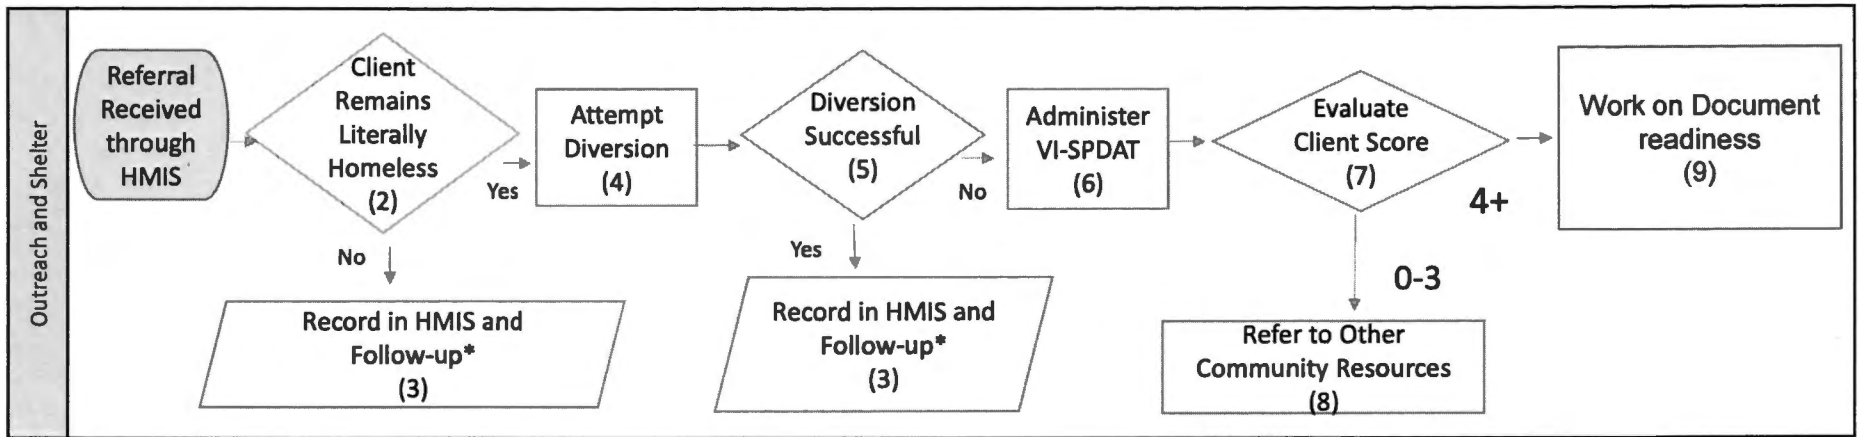 Outreach and Shelter
Referral
Received
through
HMIS
Client
Remains
Literally
Homeless
(2)
Yes
No
Record in HMIS and
Follow-up*
(3)
Attempt
Diversion
(4)
Diversion
Successful
(5)
No
Yes
Record in HMIS and
Follow-up*
(3)
Administer
VI-SPDAT
(6)
Evaluate
Client Score
(7)
4+
0-3
Refer to Other
Community Resources
(8)
Work on Document
readiness
(9)